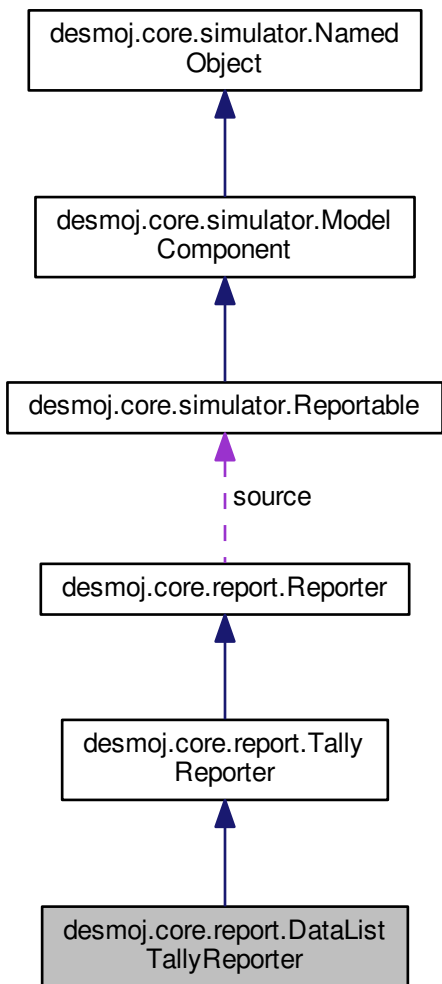 desmoj.core.simulator.Named
Object
desmoj.core.simulator.Model
Component
desmoj.core.simulator.Reportable
source
desmoj.core.report.Reporter
desmoj.core.report.Tally
Reporter
desmoj.core.report.DataList
TallyReporter